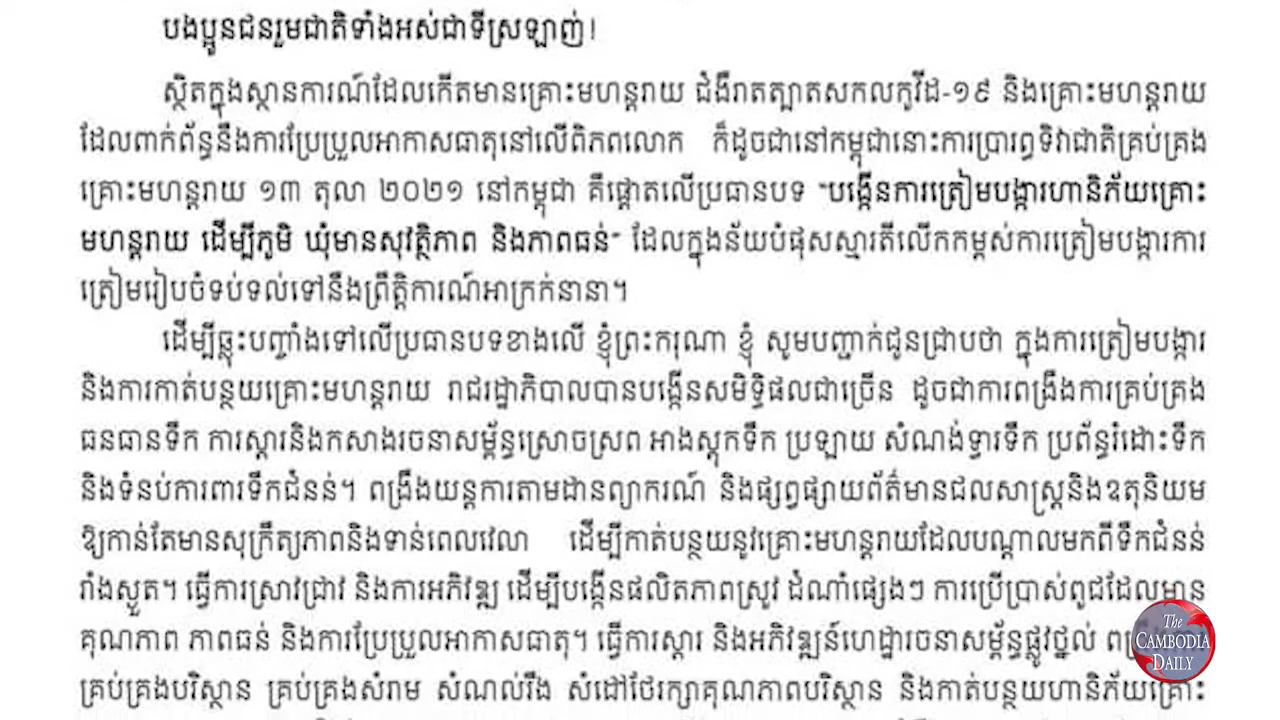 បងប្អូនជនរួមជាតិទាំងអស់ជាទីស្រឡាញ់!
ស្ថិតក្នុងស្ថានការណ៍ដែលកើតមានគ្រោះមហន្តរាយ ជំងឺរាតត្បាតសកលកូវីដ-១៩ និងគ្រោះមហន្តរាយ
ដែលពាក់ព័ន្ធនឹងការប្រែប្រួលអាកាសធាតុនៅលើពិភពលោក ក៏ដូចជានៅកម្ពុជានោះការប្រារព្ធទិវាជាតិគ្រប់គ្រង
គ្រោះមហន្តរាយ ១៣ តុលា ២០២១ នៅកម្ពុជា គឺផ្តោតលើប្រធានបទ “បង្កើនការត្រៀមបង្ការហានិភ័យគ្រោះ
មហន្តរាយ ដើម្បីភូមិ ឃុំមានសុវត្ថិភាព និងភាពធន់” ដែលក្នុងន័យបំផុសស្មារតីលើកកម្ពស់ការត្រៀមបង្ការការ
ត្រៀមរៀបចំទប់ទល់ទៅនឹងព្រឹត្តិការណ៍អាក្រក់នានា។
ដើម្បីឆ្លុះបញ្ចាំងទៅលើប្រធានបទខាងលើ ខ្ញុំព្រះករុណា ខ្ញុំ សូមបញ្ជាក់ជូនជ្រាបថា ក្នុងការត្រៀមបង្ការ
និងការកាត់បន្ថយគ្រោះមហន្តរាយ រាជរដ្ឋាភិបាលបានបង្កើនសមិទ្ធិផលជាច្រើន ដូចជាការពង្រឹងការគ្រប់គ្រង
ធនធានទឹក ការស្តារនិងកសាងរចនាសម្ព័ន្ធស្រោចស្រព អាងស្តុកទឹក ប្រឡាយ សំណង់ទ្វារទឹក ប្រព័ន្ធរំដោះទឹក
និងទំនប់ការពារទឹកជំនន់។ ពង្រឹងយន្តការតាមដានព្យាករណ៍ និងផ្សព្វផ្សាយព័ត៌មានជលសាស្ត្រនិងឧតុនិយម
ឱ្យកាន់តែមានសុក្រឹត្យភាពនិងទាន់ពេលវេលា ដើម្បីកាត់បន្ថយនូវគ្រោះមហន្តរាយដែលបណ្តាលមកពីទឹកជំនន់
រាំងស្ងួត។ ធ្វើការស្រាវជ្រាវ និងការអភិវឌ្ឍ ដើម្បីបង្កើនផលិតភាពស្រូវ ដំណាំផ្សេងៗ ការប្រើប្រាស់ពូជដែលមាន
គុណភាព ភាពធន់ និងការប្រែប្រួលអាកាសធាតុ។ ធ្វើការស្តារ និងអភិវឌ្ឍន៍ហេដ្ឋារចនាសម្ព័ន្ធផ្លូវថ្នល់
គ្រប់គ្រងបរិស្ថាន គ្រប់គ្រងសំរាម សំណល់រឹង សំដៅថែរក្សាគុណភាពបរិស្ថាន និងកាត់បន្ថយហានិភ័យគ្រោះ
The
CAMBODIA
DAILY